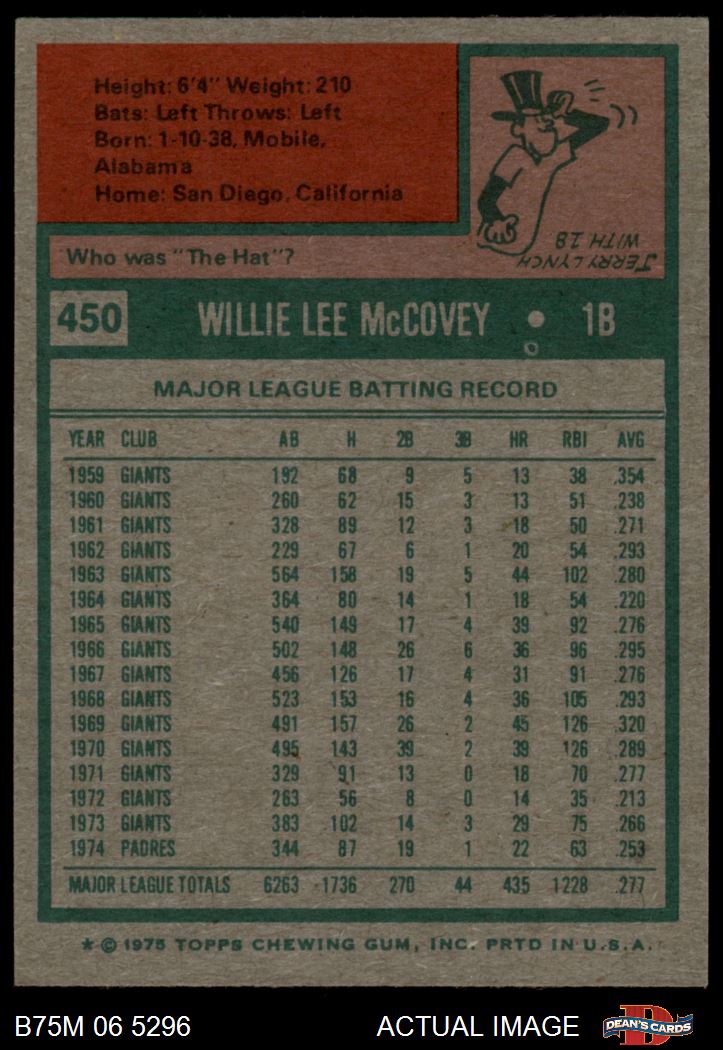 Height: 6'4" Weight: 210
Bats: Left Throws: Left
Born: 1-10-38, Mobile,
Alabama
Home: San Diego, California
Who was "The Hat"?
JERRY LYNCH
WITH 18
450 WILLIE LEE McCOVEY • 1B
MAJOR LEAGUE BATTING RECORD
YEAR CLUB AB H 2B 3B HR RBI AVG
1959 GIANTS 192 68 9 5 13 38 .354
1960 GIANTS 260 62 15 3 13 51 .238
1961 GIANTS 328 89 12 3 18 50 .271
1962 GIANTS 229 67 6 1 20 54 .293
1963 GIANTS 564 158 19 5 44 102 .280
1964 GIANTS 364 80 14 1 18 54 .220
1965 GIANTS 540 149 17 4 39 92 .276
1966 GIANTS 502 148 26 6 36 96 .295
1967 GIANTS 456 126 17 4 31 91 .276
1968 GIANTS 523 153 16 4 36 105 .293
1969 GIANTS 491 157 26 2 45 126 .320
1970 GIANTS 495 143 39 2 39 126 .289
1971 GIANTS 329 91 13 0 18 70 .277
1972 GIANTS 263 56 8 0 14 35 .213
1973 GIANTS 383 102 14 3 29 75 .266
1974 PADRES 344 87 19 1 22 63 .253
MAJOR LEAGUE TOTALS 6263 1736 270 44 435 1228 .277
* © 1975 TOPPS CHEWING GUM, INC. PRTD IN U.S.A.
B75M 06 5296 ACTUAL IMAGE D DEAN'S CARDS